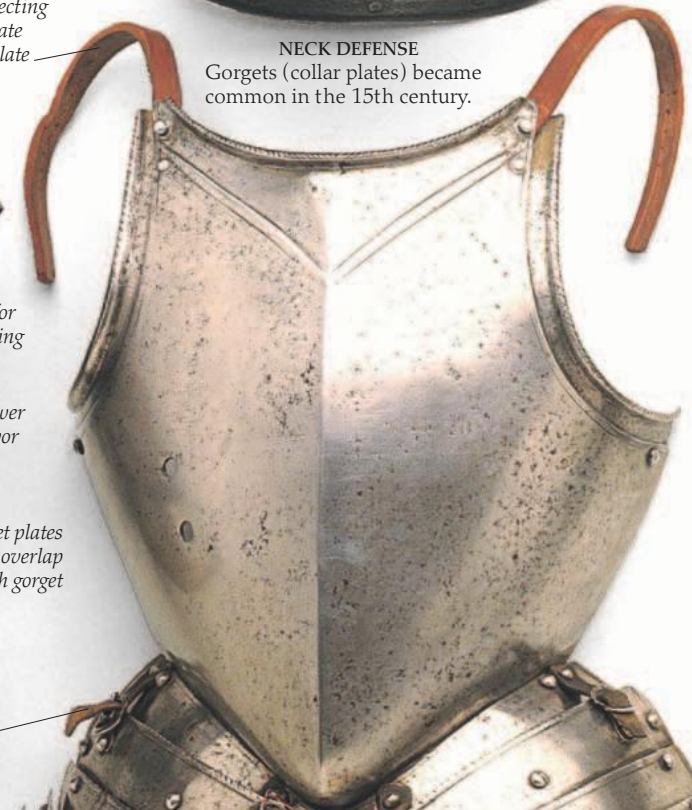 ecting
ate
late
NECK DEFENSE
Gorgets (collar plates) became
common in the 15th century.
for
ing
wer
or
et plates
overlap
h gorget